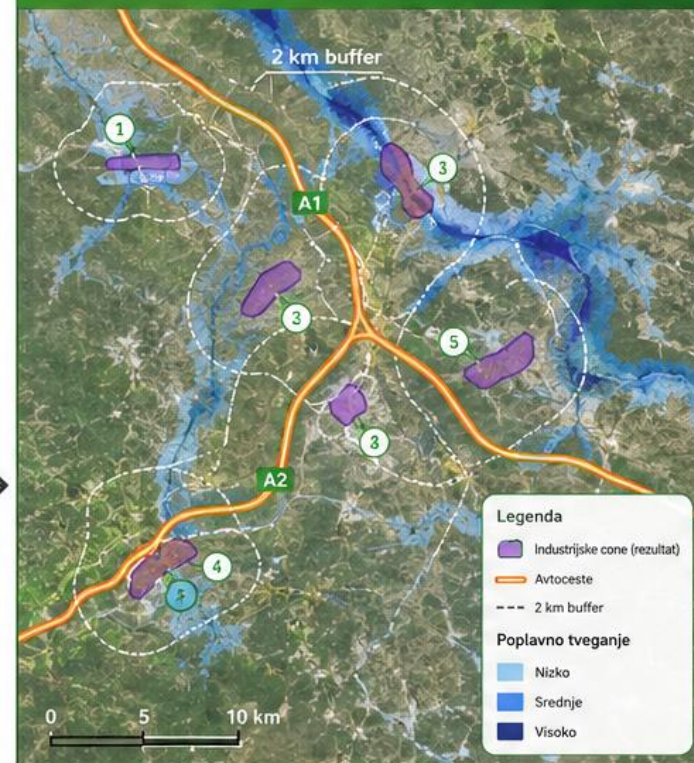 2 km buffer
1
3
A1
3
5
3
A2
4
0 5 10 km
Legenda
Industrijske cone (rezultat)
Avtoceste
2 km buffer
Poplavno tveganje
Nizko
Srednje
Visoko